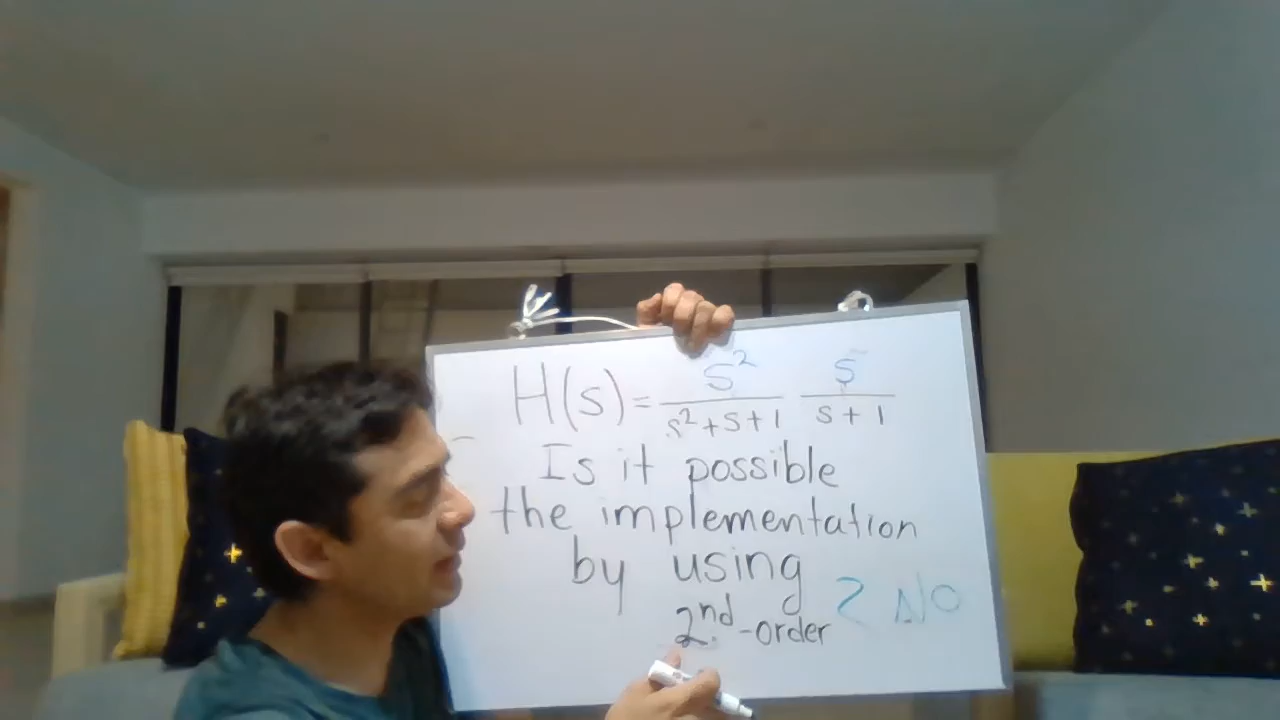 H(s) = s²/(s²+s+1) s/(s+1)
Is it possible
the implementation
by using
2nd-order ? NO